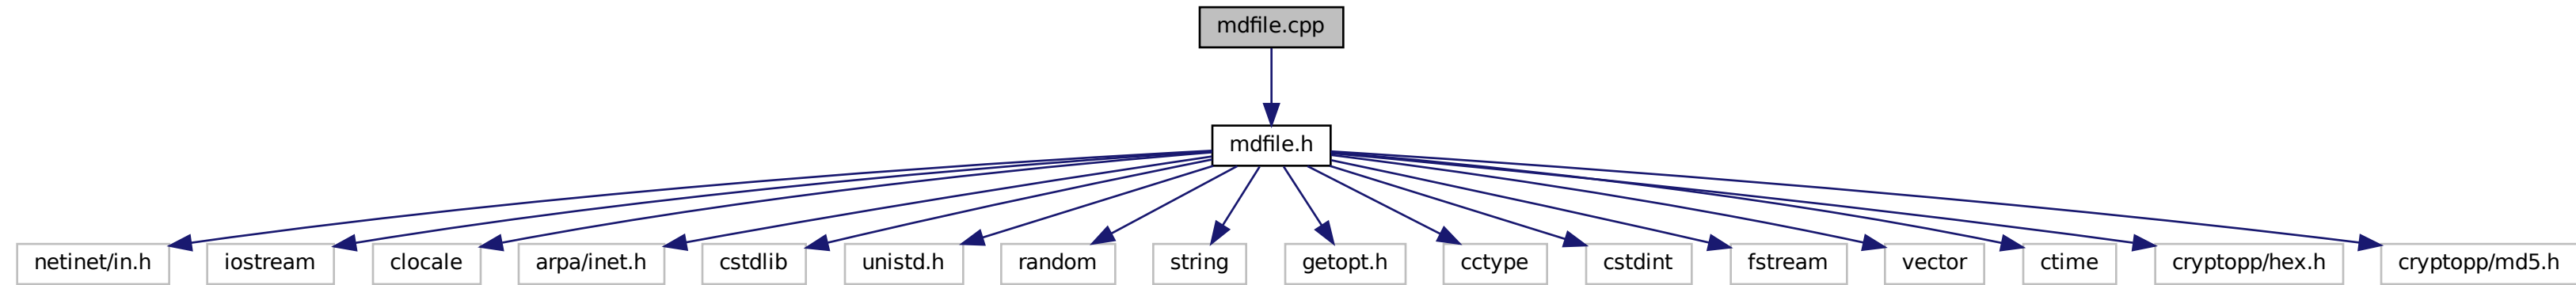 mdfile.cpp
mdfile.h
netinet/in.h
iostream
clocale
arpa/inet.h
cstdlib
unistd.h
random
string
getopt.h
cctype
cstdint
fstream
vector
ctime
cryptopp/hex.h
cryptopp/md5.h